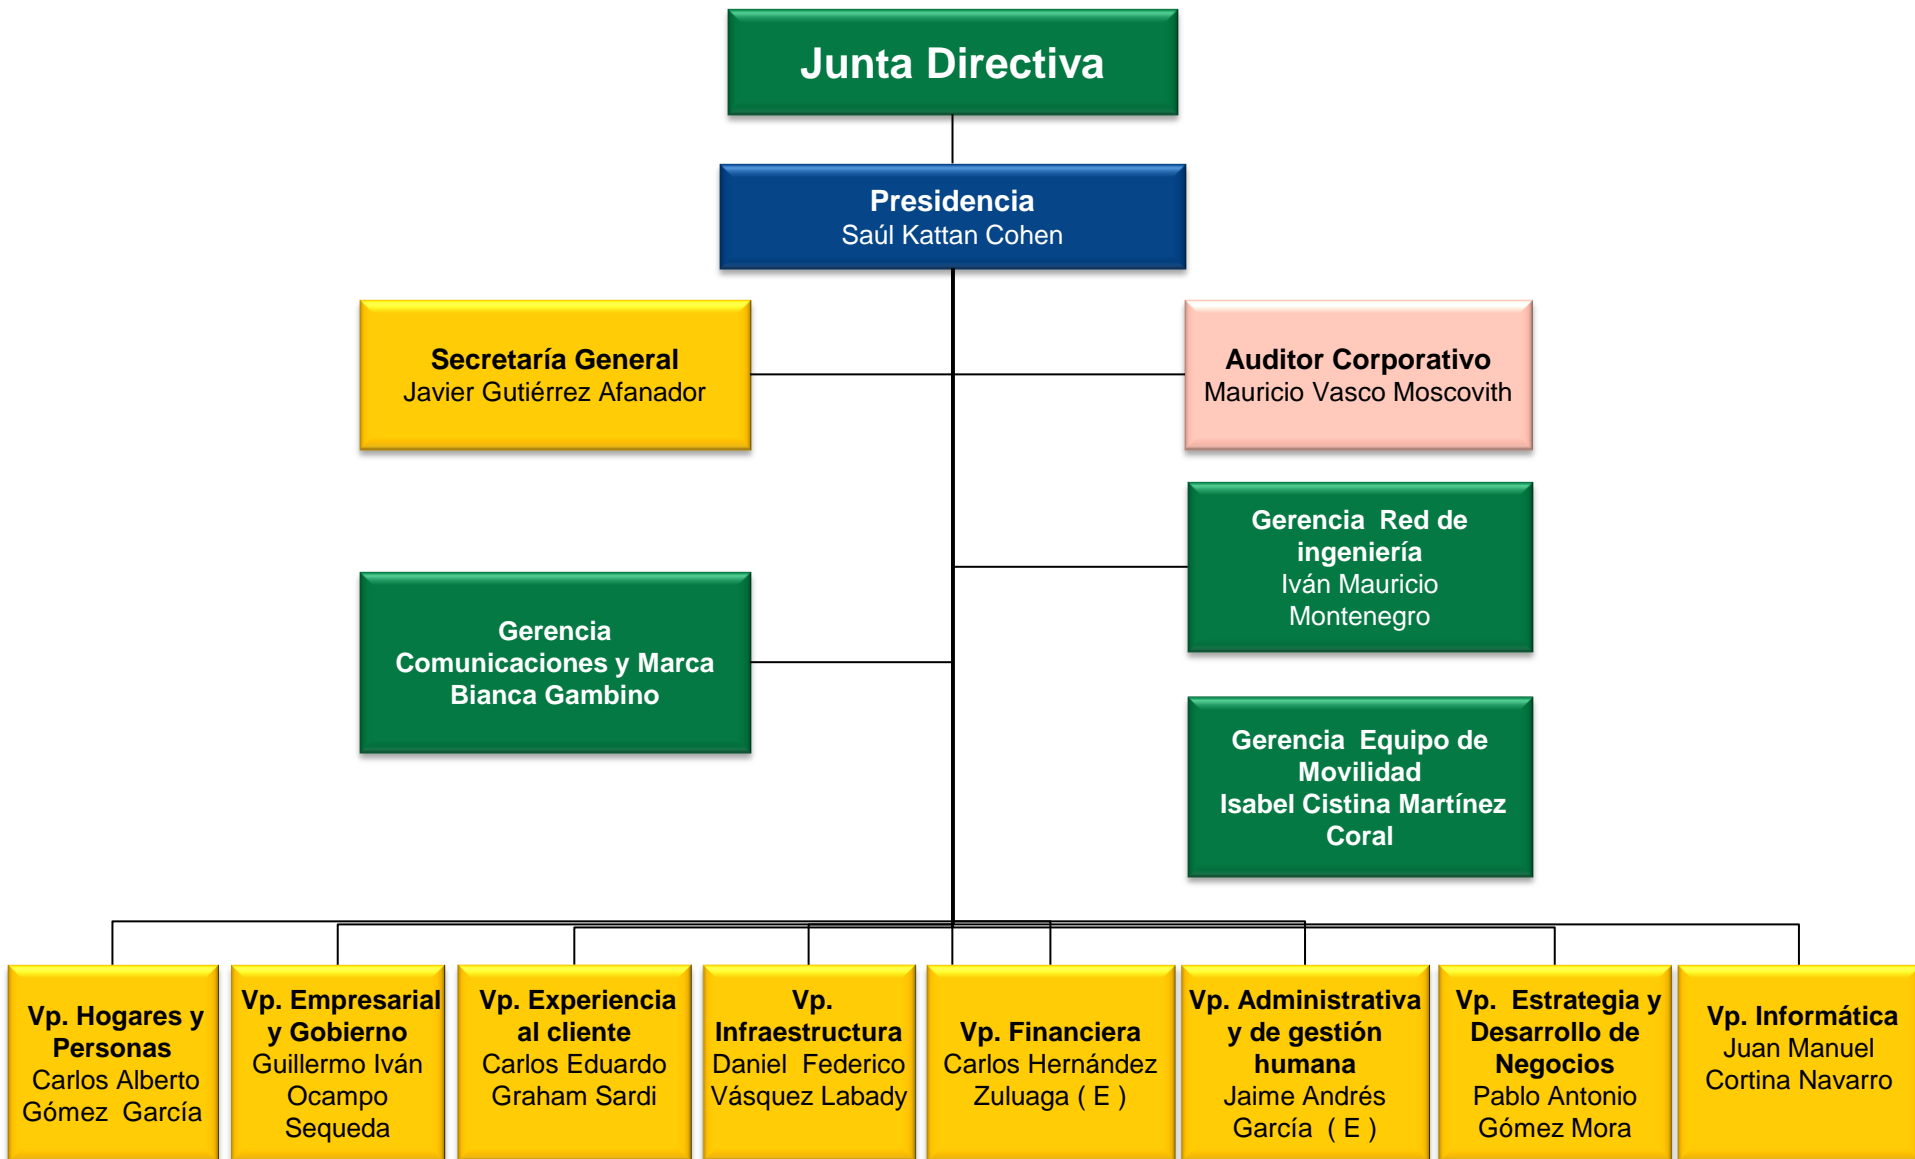 Junta Directiva
Presidencia
Saúl Kattan Cohen
Secretaría General
Javier Gutiérrez Afanador
Auditor Corporativo
Mauricio Vasco Moscovith
Gerencia  Red de
ingeniería
Iván Mauricio
Montenegro
Gerencia
Comunicaciones y Marca
Bianca Gambino
Gerencia  Equipo de
Movilidad
Isabel Cistina Martínez
Coral
Vp. Hogares y
Personas
Carlos Alberto
Gómez  García
Vp. Empresarial
y Gobierno
Guillermo Iván
Ocampo
Sequeda
Vp. Experiencia
al cliente
Carlos Eduardo
Graham Sardi
Vp.
Infraestructura
Daniel  Federico
Vásquez Labady
Vp. Financiera
Carlos Hernández
Zuluaga ( E )
Vp. Administrativa
y de gestión
humana
Jaime Andrés
García  ( E )
Vp.  Estrategia y
Desarrollo de
Negocios
Pablo Antonio
Gómez Mora
Vp. Informática
Juan Manuel
Cortina Navarro